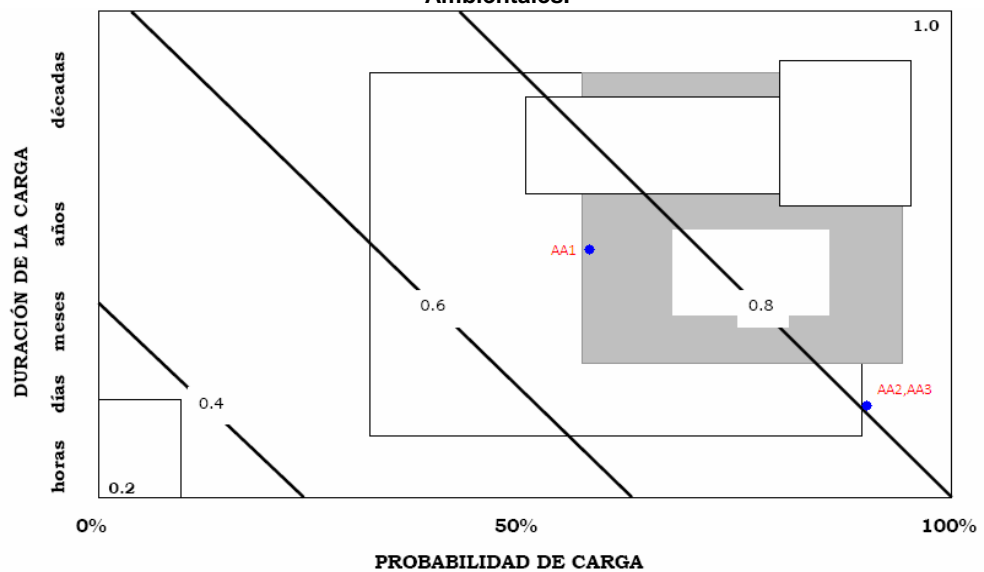 Ambientales.
1.0
DURACIÓN DE LA CARGA
décadas
años
meses
días
horas
AA1
0.8
0.6
AA2,AA3
0.4
0.2
0%
50%
100%
PROBABILIDAD DE CARGA